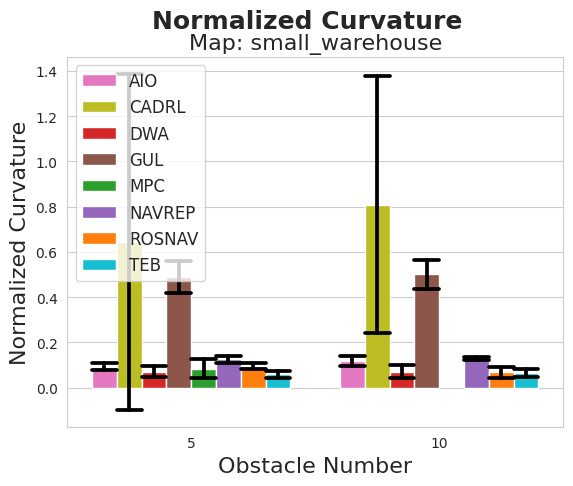 Normalized Curvature
Map: small_warehouse
Normalized Curvature
1.4
1.2
1.0
0.8
0.6
0.4
0.2
0.0
AIO
CADRL
DWA
GUL
MPC
NAVREP
ROSNAV
TEB
5
10
Obstacle Number